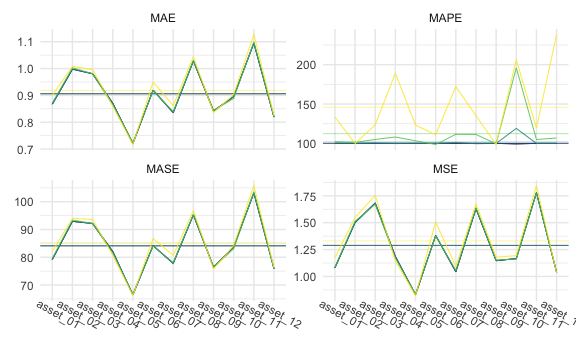 MAE
MAPE
1.1
1.0
0.9
0.8
0.7
200
150
100
MASE
MSE
100
90
80
70
1.75
1.50
1.25
1.00
asset_01
asset_02
asset_03
asset_04
asset_05
asset_06
asset_07
asset_08
asset_09
asset_10
asset_11
asset_12
asset_01
asset_02
asset_03
asset_04
asset_05
asset_06
asset_07
asset_08
asset_09
asset_10
asset_11